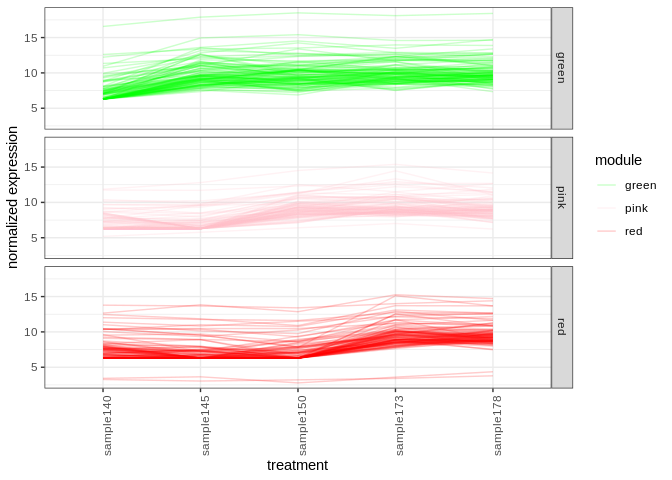 normalized expression
15
10
5
green
15
10
5
pink
15
10
5
red
sample140
sample145
sample150
sample173
sample178
treatment
module
green
pink
red